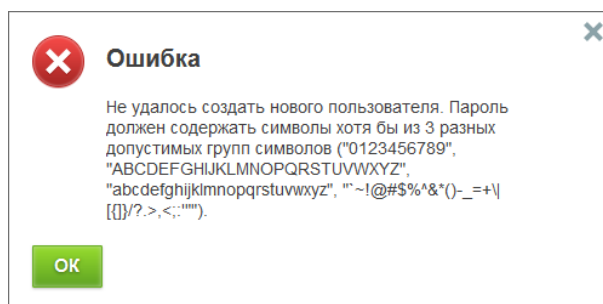 Ошибка
Не удалось создать нового пользователя. Пароль
должен содержать символы хотя бы из 3 разных
допустимых групп символов ("0123456789",
"ABCDEFGHIJKLMNOPQRSTUVWXYZ",
"abcdefghijklmnopqrstuvwxyz", "`~!@#$%^&*()-_=+\|
[{]}/?.>,<;:'"").
ОК